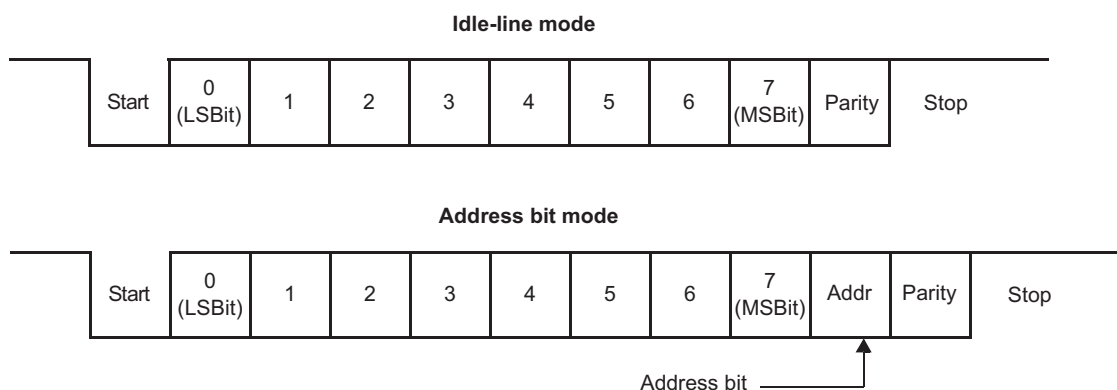 Idle-line mode
Start 0 (LSBit) 1 2 3 4 5 6 7 (MSBit) Parity Stop
Address bit mode
Start 0 (LSBit) 1 2 3 4 5 6 7 (MSBit) Addr Parity Stop
Address bit